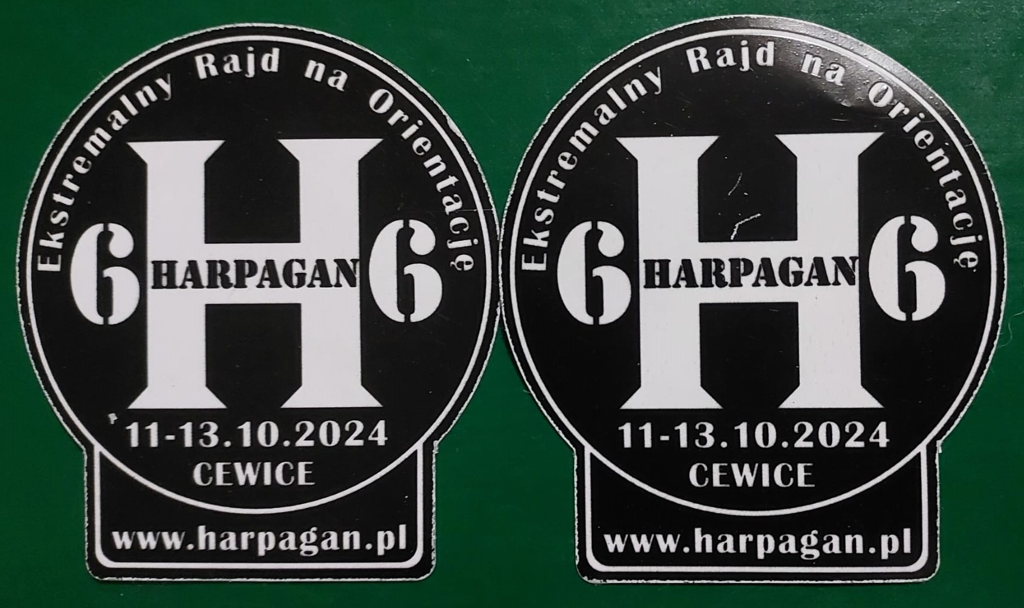 Ekstremalny Rajd na Orientację
H
6 HARPAGAN 6
11-13.10.2024
CEWICE
www.harpagan.pl
Ekstremalny Rajd na Orientację
H
6 HARPAGAN 6
11-13.10.2024
CEWICE
www.harpagan.pl